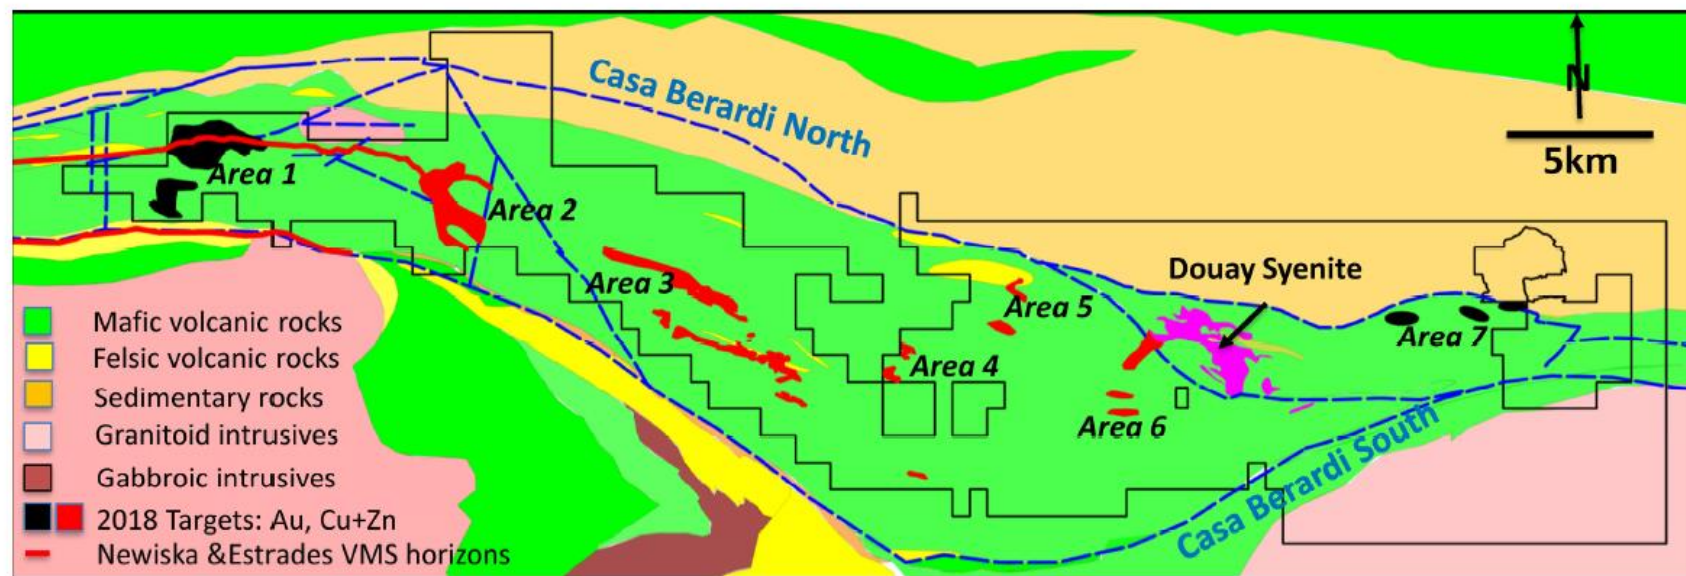 N
5km
Casa Berardi North
Area 1
Area 2
Area 3
Area 4
Area 5
Area 6
Area 7
Douay Syenite
Casa Berardi South
Mafic volcanic rocks
Felsic volcanic rocks
Sedimentary rocks
Granitoid intrusives
Gabbroic intrusives
2018 Targets: Au, Cu+Zn
Newiska &Estrades VMS horizons